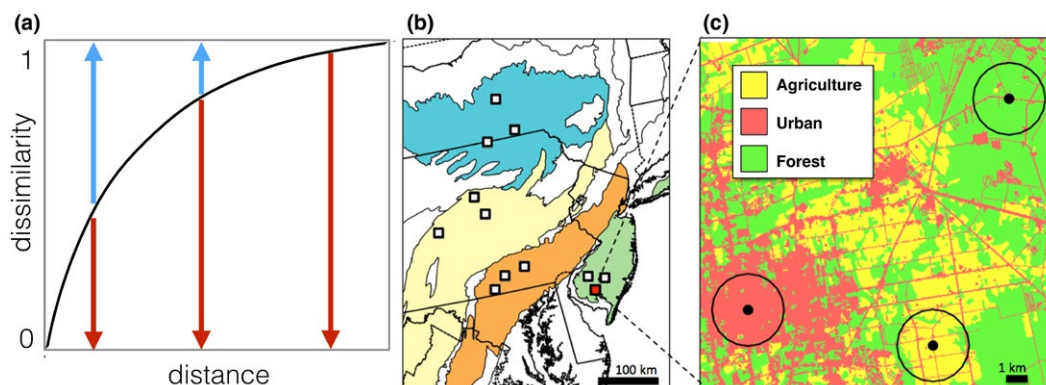 (a)
1
dissimilarity
0
distance
(b)
100 km
(c)
Agriculture
Urban
Forest
1 km